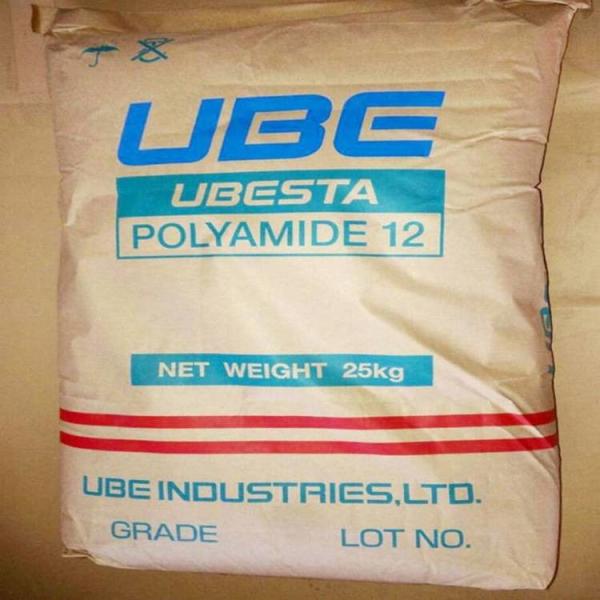 UBE
UBESTA
POLYAMIDE 12
NET WEIGHT 25kg
UBE INDUSTRIES,LTD.
GRADE LOT NO.